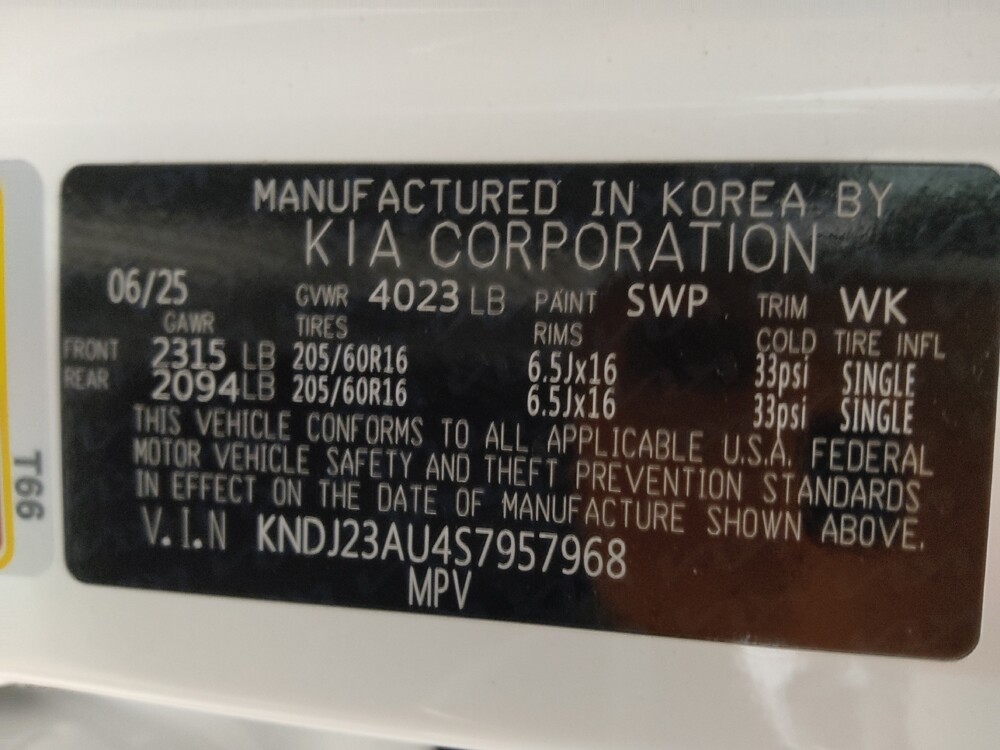 MANUFACTURED IN KOREA BY
KIA CORPORATION
06/25 GVWR 4023 LB PAINT SWP TRIM WK
GAWR TIRES RIMS COLD TIRE INFL
FRONT 2315 LB 205/60R16 6.5Jx16 33psi SINGLE
REAR 2094 LB 205/60R16 6.5Jx16 33psi SINGLE
THIS VEHICLE CONFORMS TO ALL APPLICABLE U.S.A. FEDERAL
MOTOR VEHICLE SAFETY AND THEFT PREVENTION STANDARDS
IN EFFECT ON THE DATE OF MANUFACTURE SHOWN ABOVE.
V.I.N KNDJ23AU4S7957968
MPV
T66